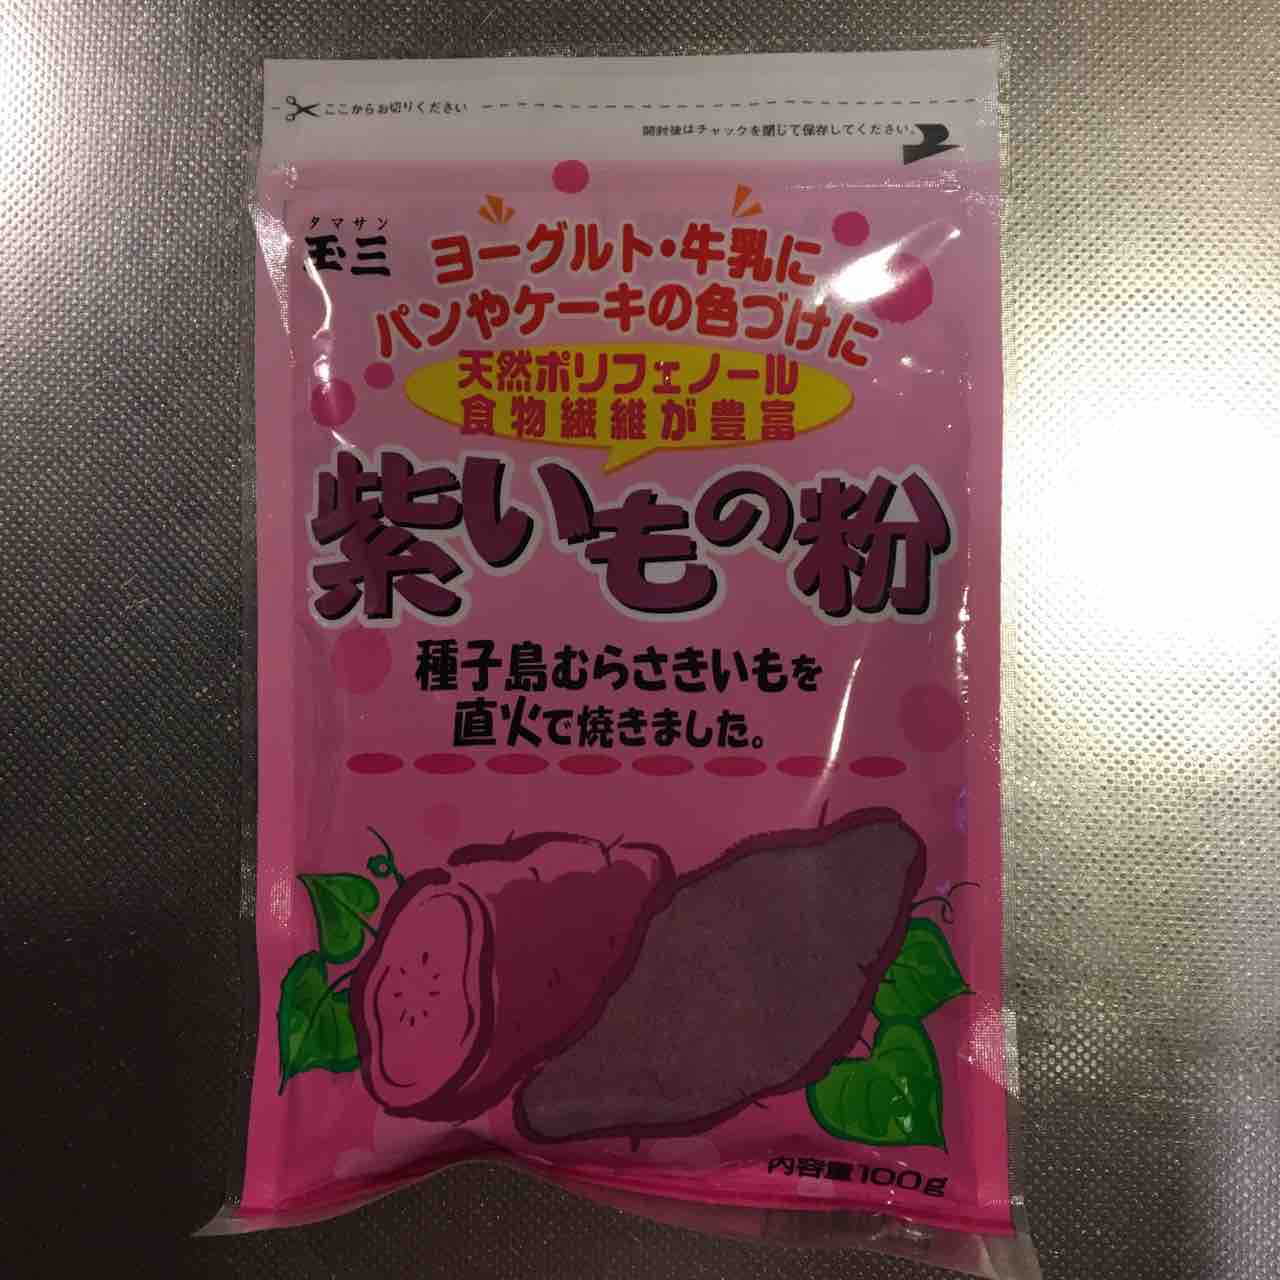 ここからお切りください
開封後はチャックを閉じて保存してください。
タマサン
玉三
ヨーグルト・牛乳に
パンやケーキの色づけに
天然ポリフェノール
食物繊維が豊富
紫いもの粉
種子島むらさきいもを
直火で焼きました。
内容量100g